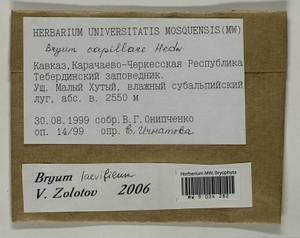 HERBARIUM UNIVERSITATIS MOSQUENSIS(MW)
Bryum capillare Hedw.
Кавказ,Карачаево-Черкесская Республика
Тебердинский заповедник.
Ущ. Малый Хутый, влажный субальпийский
луг, абс. в. 2550 м
30.08.1999 собр.В.Г.Онипченко
оп. 14/99 опр. Е. Игнатова
Bryum laevifilum
V. Zolotov 2006
Herbarium MW, Bryophyta
MW 9 024 282